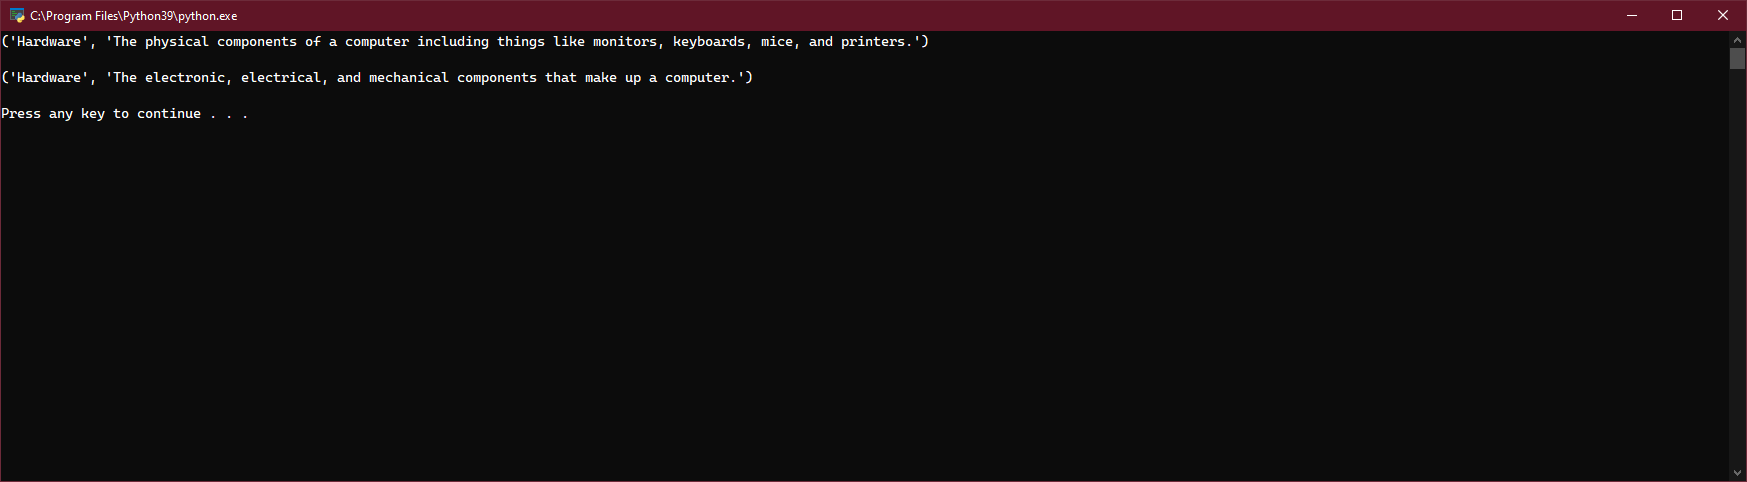 C:\Program Files\Python39\python.exe
('Hardware', 'The physical components of a computer including things like monitors, keyboards, mice, and printers.')
('Hardware', 'The electronic, electrical, and mechanical components that make up a computer.')
Press any key to continue . . .